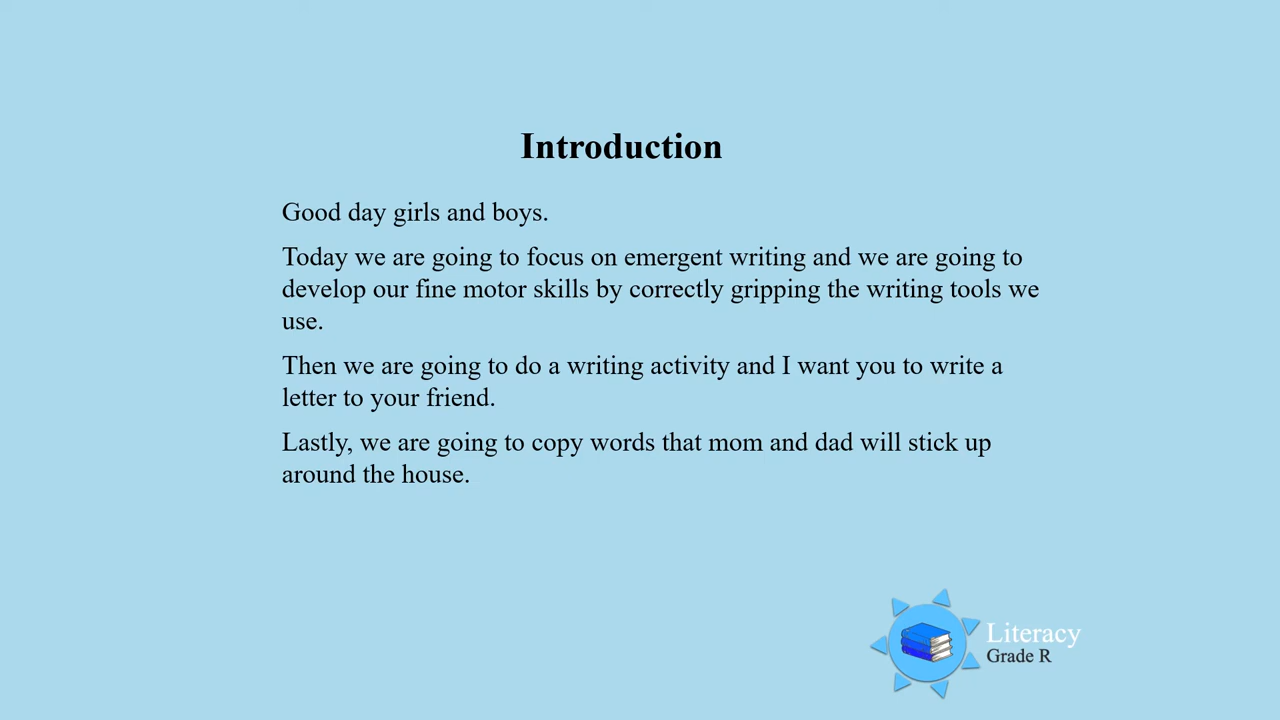 Introduction
Good day girls and boys.
Today we are going to focus on emergent writing and we are going to
develop our fine motor skills by correctly gripping the writing tools we
use.
Then we are going to do a writing activity and I want you to write a
letter to your friend.
Lastly, we are going to copy words that mom and dad will stick up
around the house.
Literacy
Grade R